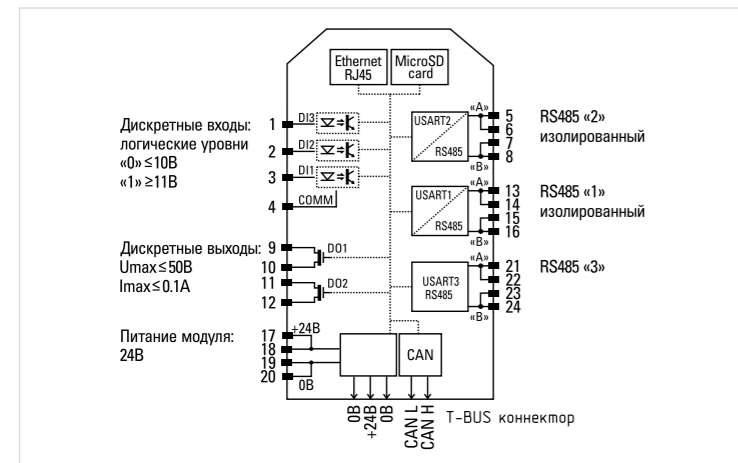 Ethernet
RJ45
MicroSD
card
Дискретные входы:
логические уровни
«0» ≤10В
«1» ≥11В
1
DI3
2
DI2
3
DI1
4
COMM
USART2
RS485
«A»
5
6
7
8
«B»
RS485 «2»
изолированный
USART1
RS485
«A»
13
14
15
16
«B»
RS485 «1»
изолированный
Дискретные выходы:
Umax≤50В
Imax≤0.1А
9
DO1
10
11
DO2
12
USART3
RS485
«A»
21
22
23
24
«B»
RS485 «3»
Питание модуля:
24В
17
+24В
18
19
20
0В
CAN
0В
+24В
0В
CAN L
CAN H
T-BUS коннектор